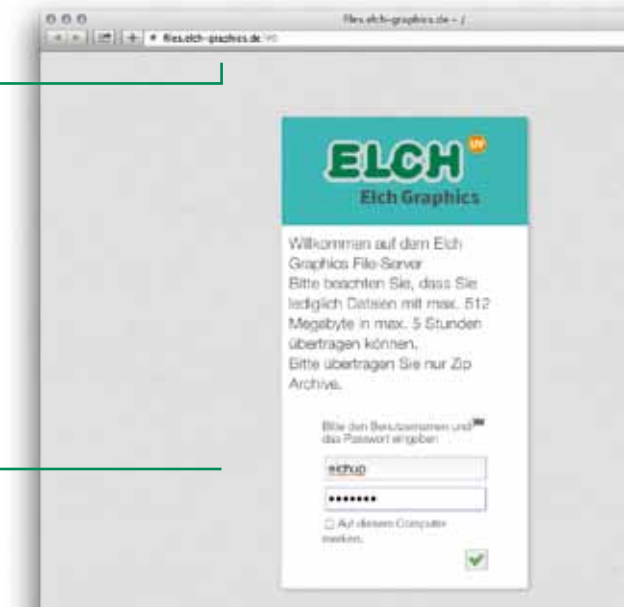 files.elch-graphics.de – /
files.elch-graphics.de
ELCH UV
Elch Graphics
Willkommen auf dem Elch
Graphics File-Server
Bitte beachten Sie, dass Sie
lediglich Dateien mit max. 512
Megabyte in max. 5 Stunden
übertragen können.
Bitte übertragen Sie nur Zip
Archive.
Bitte den Benutzernamen und
das Passwort eingeben
elchup
•••••••
Auf diesem Computer
merken.